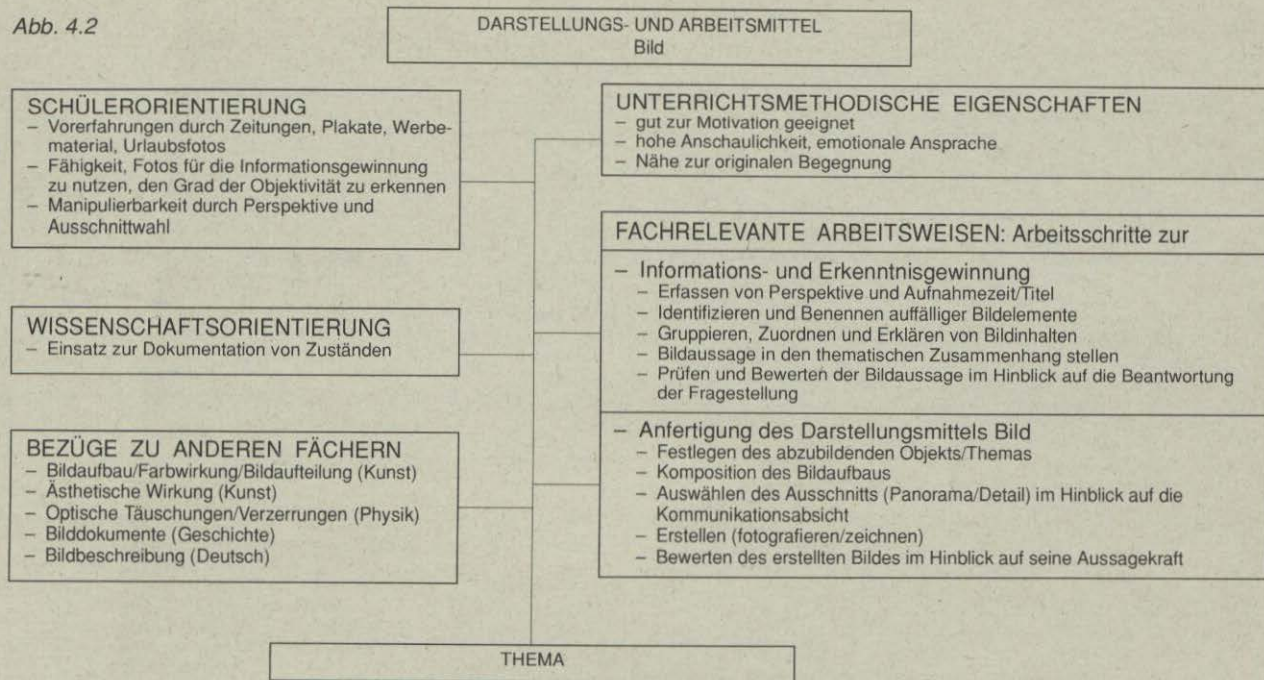 Abb. 4.2
DARSTELLUNGS- UND ARBEITSMITTEL
Bild
SCHÜLERORIENTIERUNG
– Vorerfahrungen durch Zeitungen, Plakate, Werbe-
material, Urlaubsfotos
– Fähigkeit, Fotos für die Informationsgewinnung
zu nutzen, den Grad der Objektivität zu erkennen
– Manipulierbarkeit durch Perspektive und
Ausschnittwahl
WISSENSCHAFTSORIENTIERUNG
– Einsatz zur Dokumentation von Zuständen
BEZÜGE ZU ANDEREN FÄCHERN
– Bildaufbau/Farbwirkung/Bildaufteilung (Kunst)
– Ästhetische Wirkung (Kunst)
– Optische Täuschungen/Verzerrungen (Physik)
– Bilddokumente (Geschichte)
– Bildbeschreibung (Deutsch)
UNTERRICHTSMETHODISCHE EIGENSCHAFTEN
– gut zur Motivation geeignet
– hohe Anschaulichkeit, emotionale Ansprache
– Nähe zur originalen Begegnung
FACHRELEVANTE ARBEITSWEISEN: Arbeitsschritte zur
– Informations- und Erkenntnisgewinnung
– Erfassen von Perspektive und Aufnahmezeit/Titel
– Identifizieren und Benennen auffälliger Bildelemente
– Gruppieren, Zuordnen und Erklären von Bildinhalten
– Bildaussage in den thematischen Zusammenhang stellen
– Prüfen und Bewerten der Bildaussage im Hinblick auf die Beantwortung
der Fragestellung
– Anfertigung des Darstellungsmittels Bild
– Festlegen des abzubildenden Objekts/Themas
– Komposition des Bildaufbaus
– Auswählen des Ausschnitts (Panorama/Detail) im Hinblick auf die
Kommunikationsabsicht
– Erstellen (fotografieren/zeichnen)
– Bewerten des erstellten Bildes im Hinblick auf seine Aussagekraft
THEMA